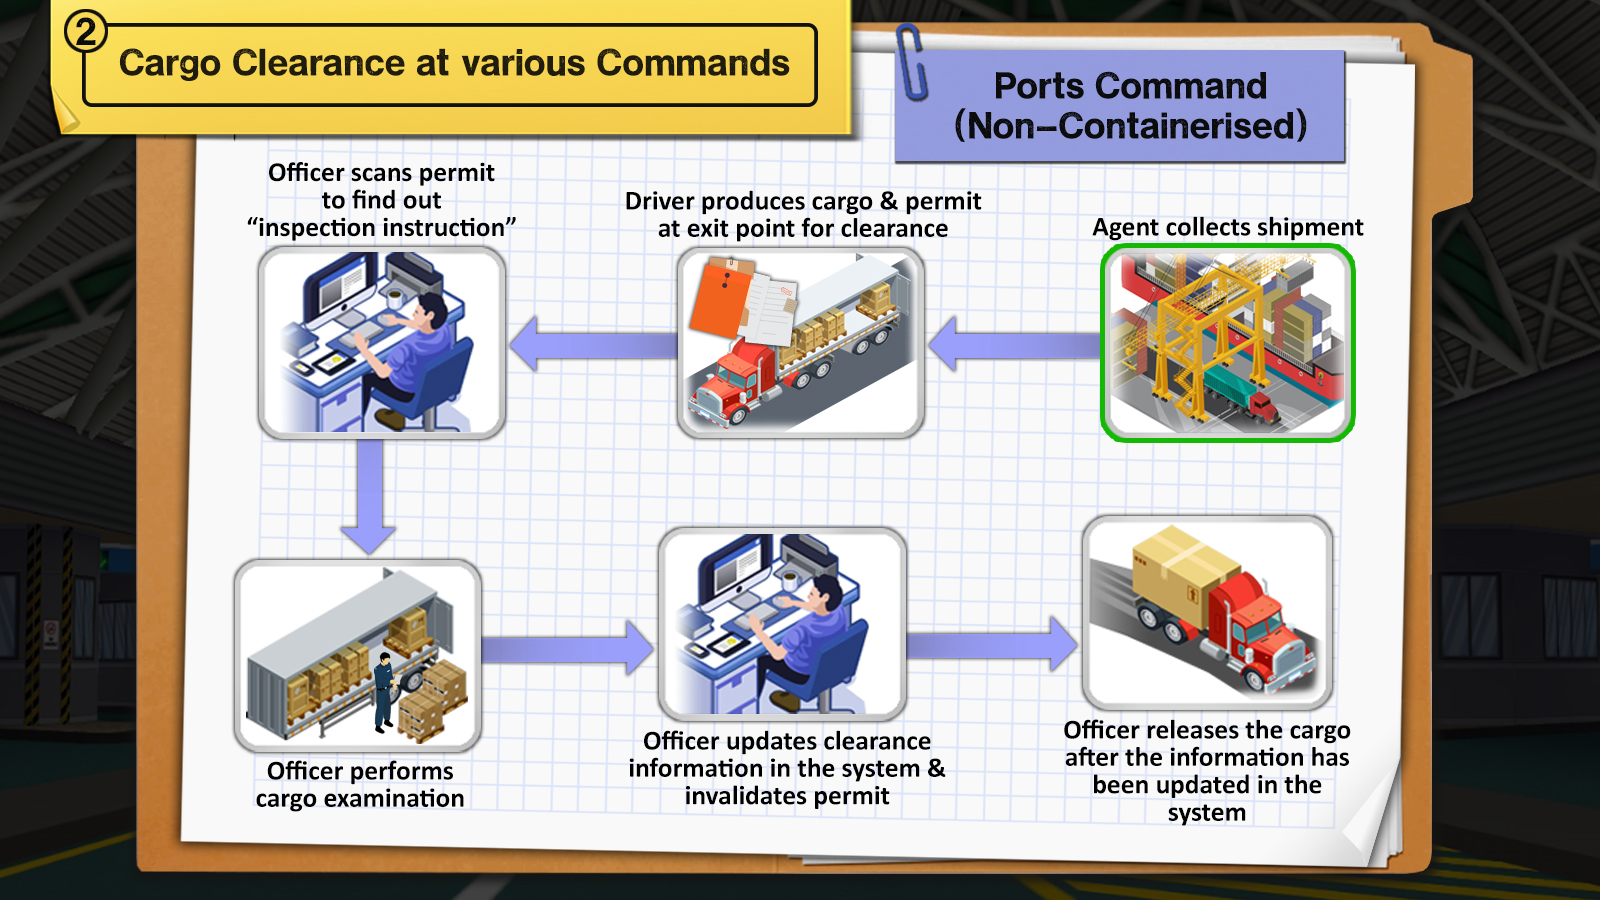 2
Cargo Clearance at various Commands
Ports Command
(Non-Containerised)
Officer scans permit
to find out
“inspection instruction”
Driver produces cargo & permit
at exit point for clearance
Agent collects shipment
Officer performs
cargo examination
Officer updates clearance
information in the system &
invalidates permit
Officer releases the cargo
after the information has
been updated in the
system